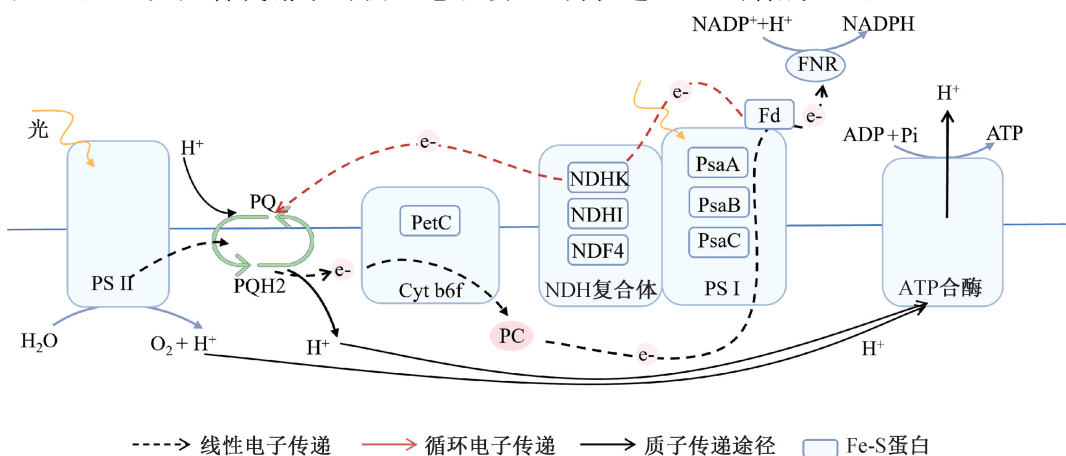 NADP⁺+H⁺
NADPH
FNR
光
H⁺
e-
e-
Fd
e-
H⁺
ADP+Pi
ATP
PQ
PetC
NDHK
NDHI
NDF4
PsaA
PsaB
PsaC
PS II
PQH2
e-
Cyt b6f
NDH复合体
PS I
ATP合酶
H₂O
O₂ + H⁺
H⁺
PC
e-
H⁺
线性电子传递
循环电子传递
质子传递途径
Fe-S蛋白